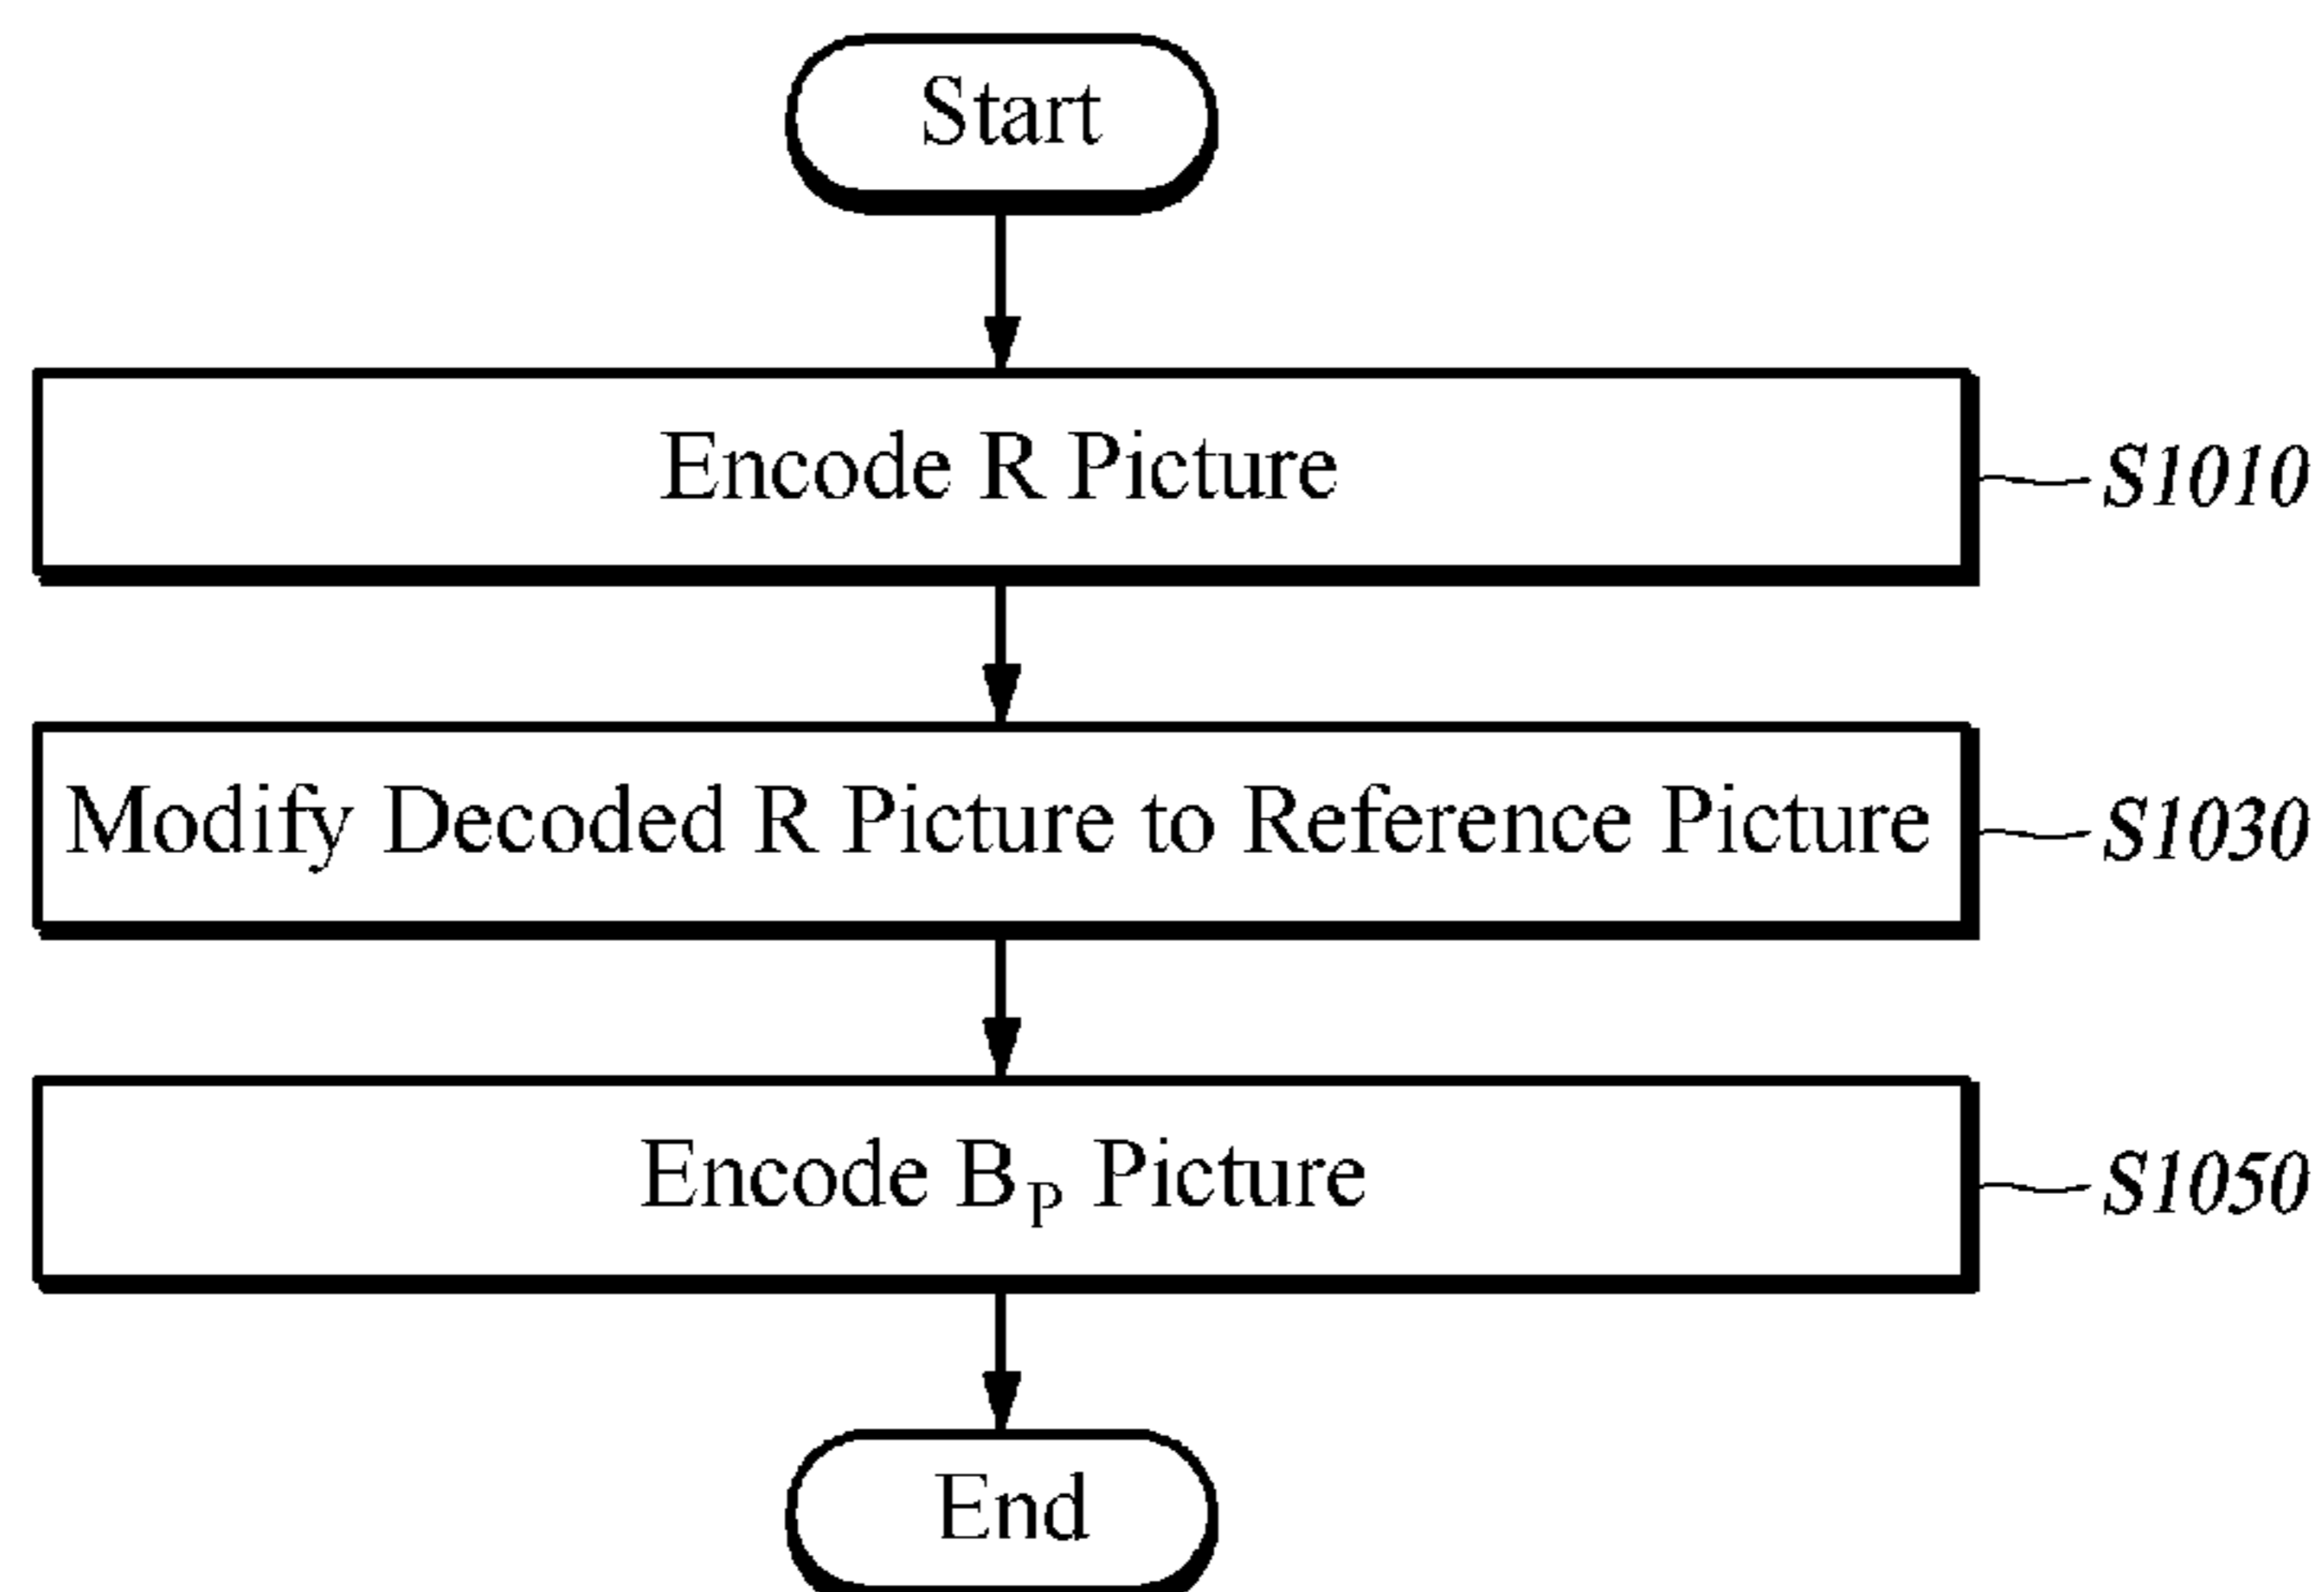 Start
Encode R Picture
S1010
Modify Decoded R Picture to Reference Picture
S1030
Encode BP Picture
S1050
End